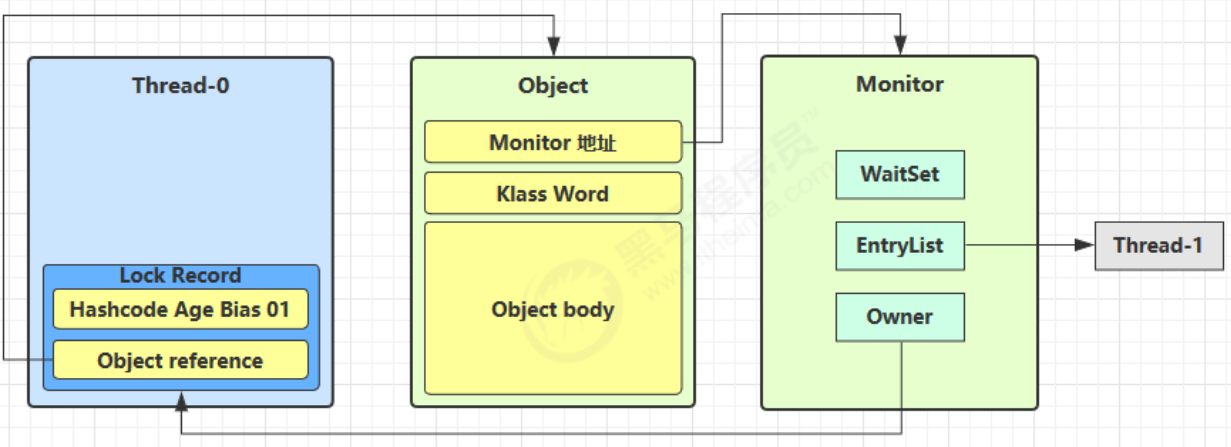 Thread-0
Lock Record
Hashcode Age Bias 01
Object reference
Object
Monitor 地址
Klass Word
Object body
Monitor
WaitSet
EntryList
Owner
Thread-1
黑马程序员™
www.itheima.com